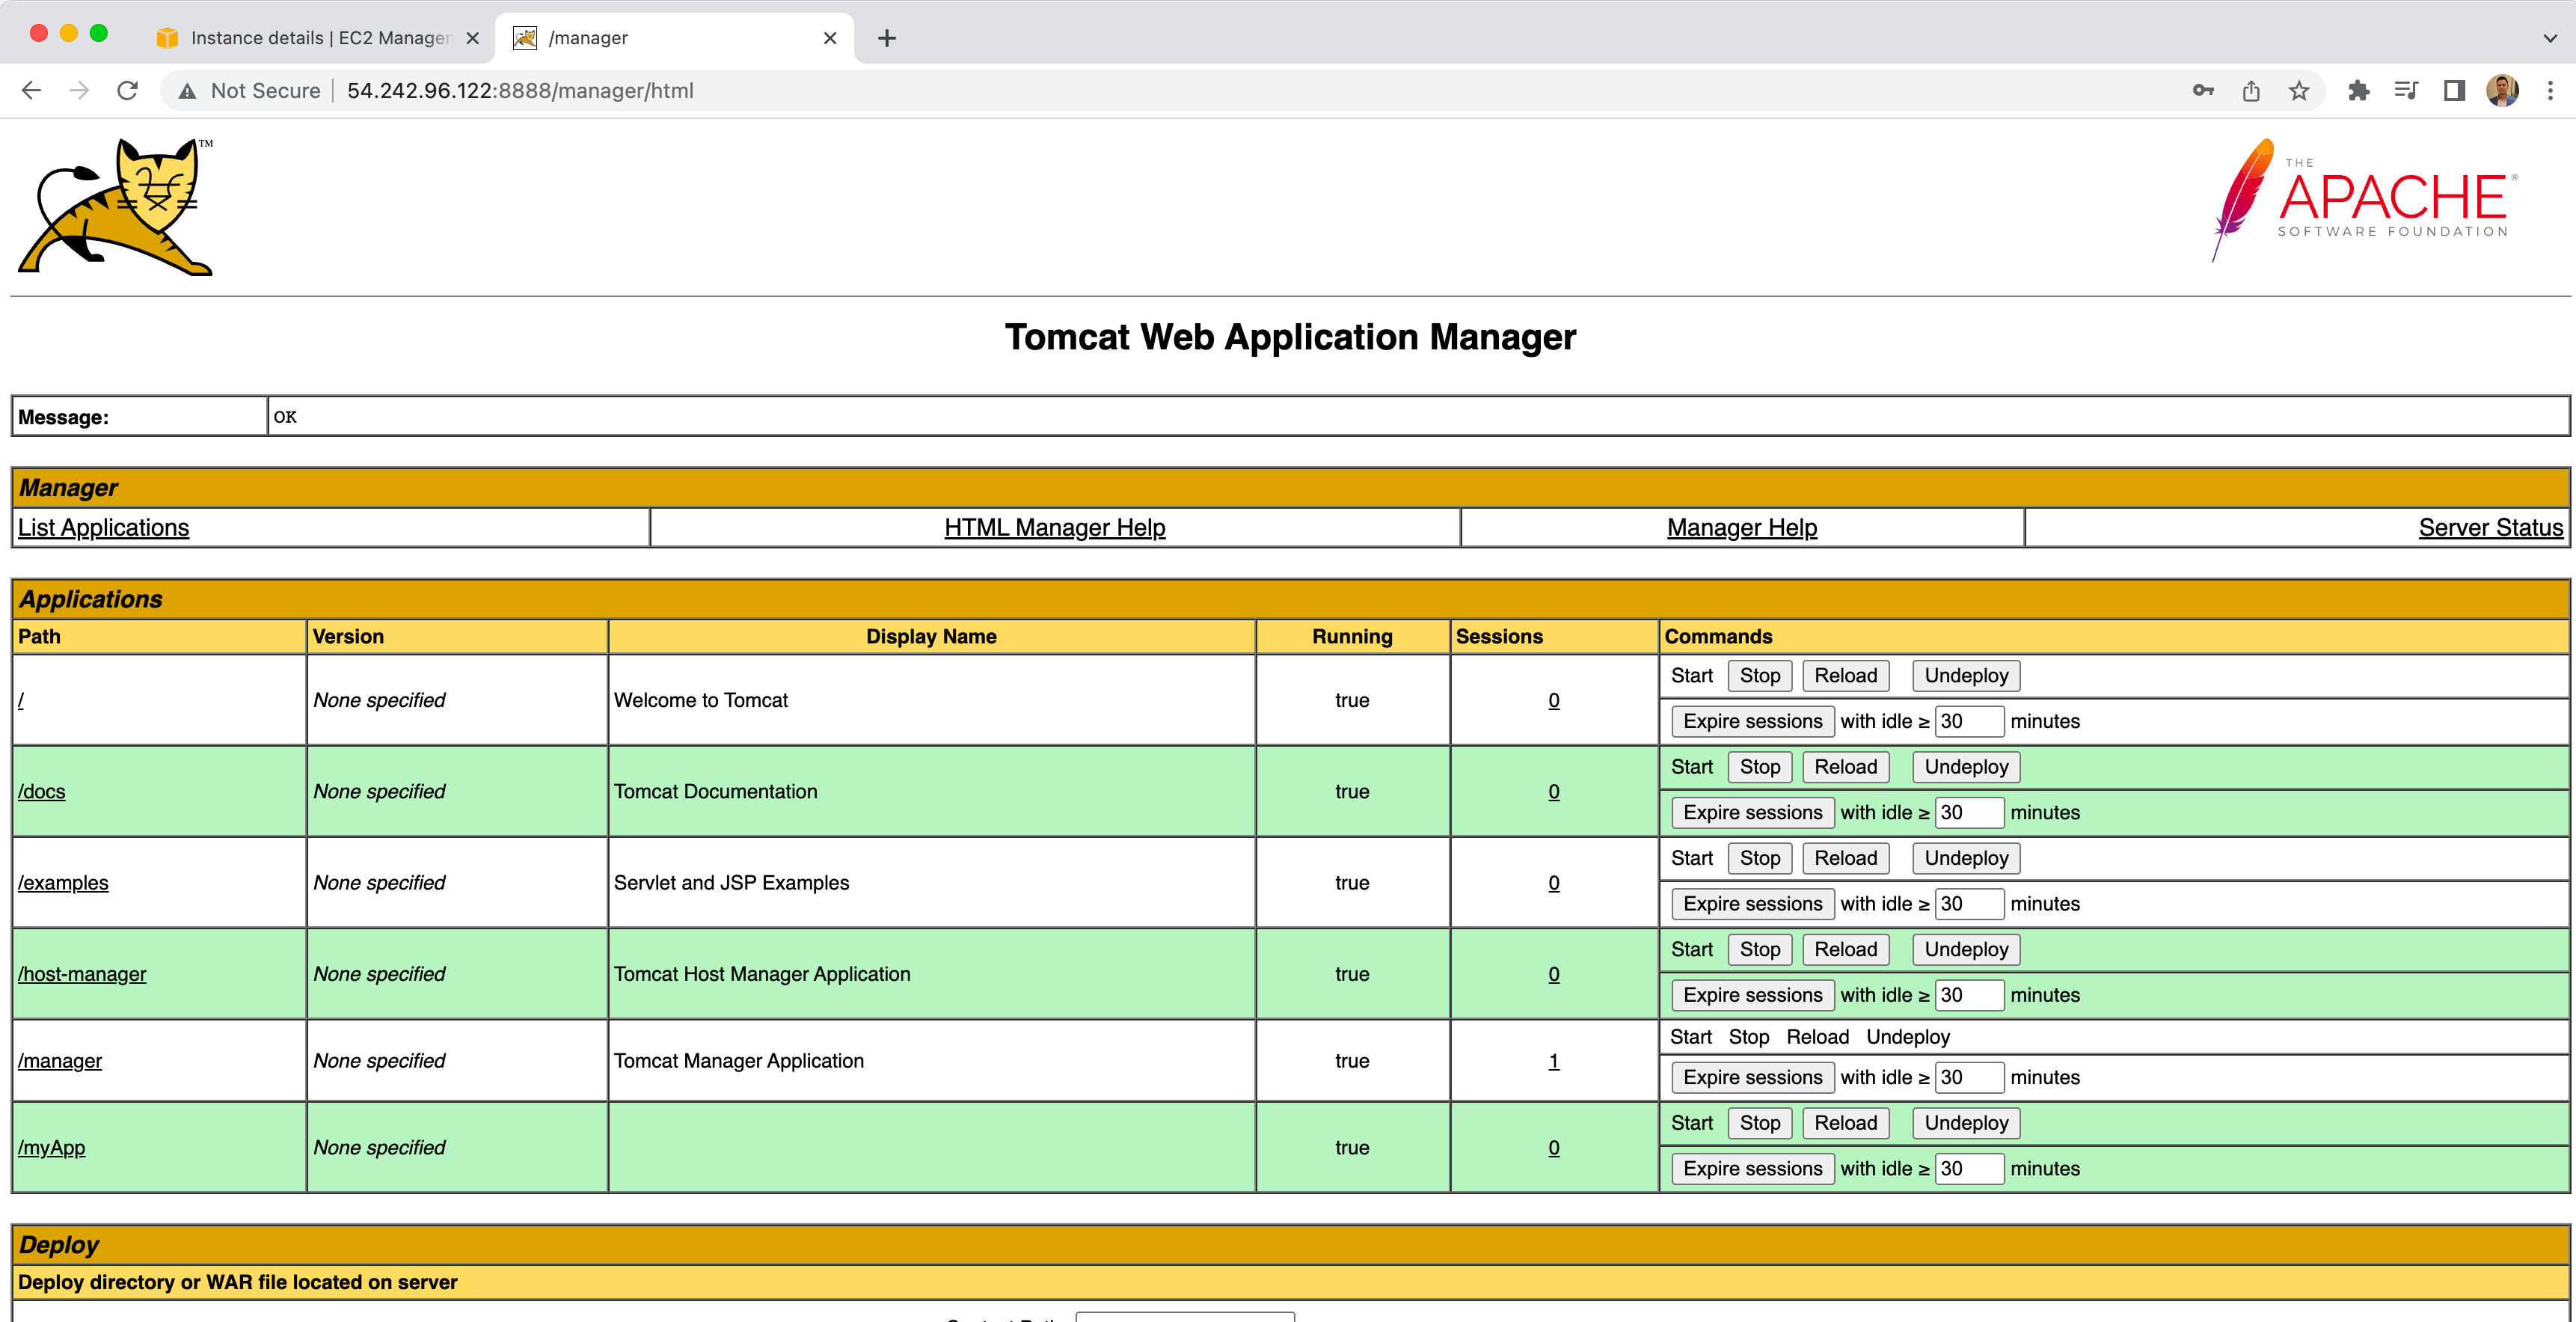 Instance details | EC2 Manager
/manager
Not Secure | 54.242.96.122:8888/manager/html
TM
THE
APACHE®
SOFTWARE FOUNDATION
Tomcat Web Application Manager
Message: OK
Manager
List Applications HTML Manager Help Manager Help Server Status
Applications
Path Version Display Name Running Sessions Commands
/ None specified Welcome to Tomcat true 0 Start Stop Reload Undeploy
Expire sessions with idle ≥ 30 minutes
/docs None specified Tomcat Documentation true 0 Start Stop Reload Undeploy
Expire sessions with idle ≥ 30 minutes
/examples None specified Servlet and JSP Examples true 0 Start Stop Reload Undeploy
Expire sessions with idle ≥ 30 minutes
/host-manager None specified Tomcat Host Manager Application true 0 Start Stop Reload Undeploy
Expire sessions with idle ≥ 30 minutes
/manager None specified Tomcat Manager Application true 1 Start Stop Reload Undeploy
Expire sessions with idle ≥ 30 minutes
/myApp None specified true 0 Start Stop Reload Undeploy
Expire sessions with idle ≥ 30 minutes
Deploy
Deploy directory or WAR file located on server